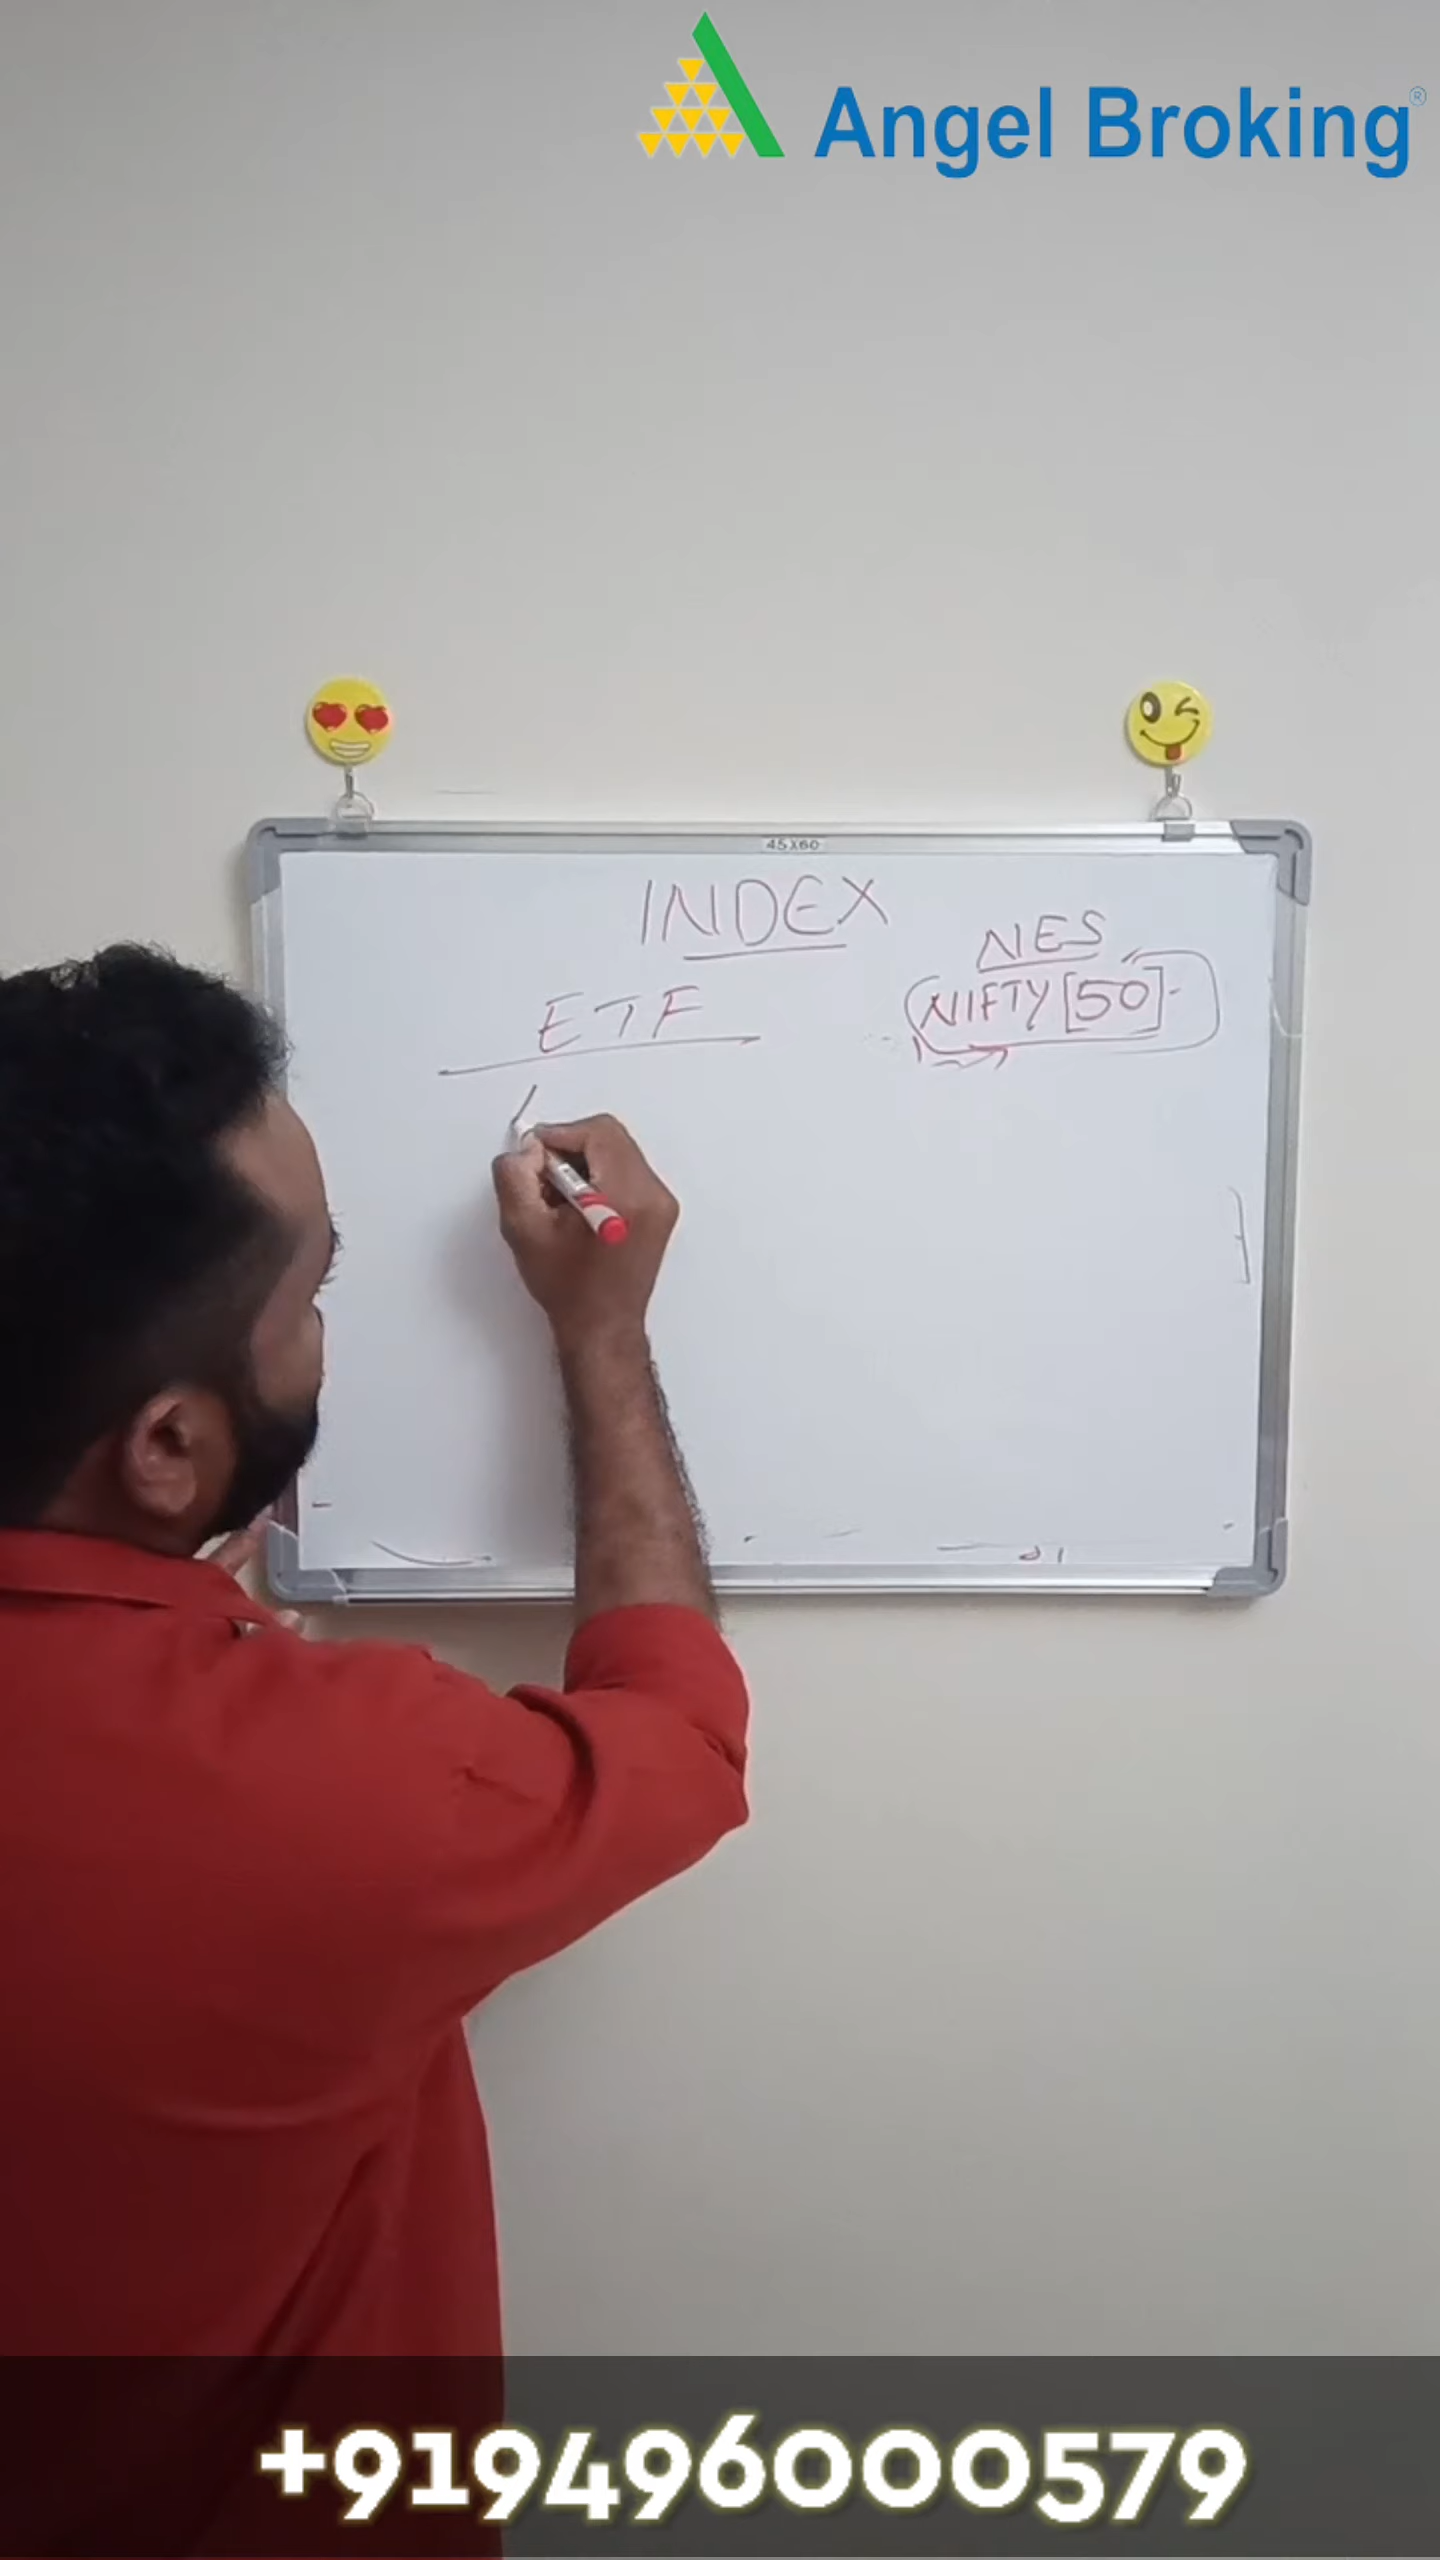 Angel Broking®
45X60
INDEX
NES
NIFTY [50]
ETF
+919496000579